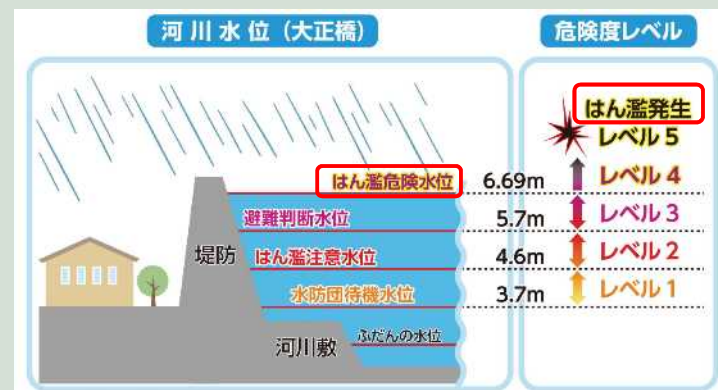 河川水位（大正橋）
危険度レベル
はん濫発生
レベル5
はん濫危険水位 6.69m レベル4
避難判断水位 5.7m レベル3
堤防 はん濫注意水位 4.6m レベル2
水防団待機水位 3.7m レベル1
河川敷 ふだんの水位